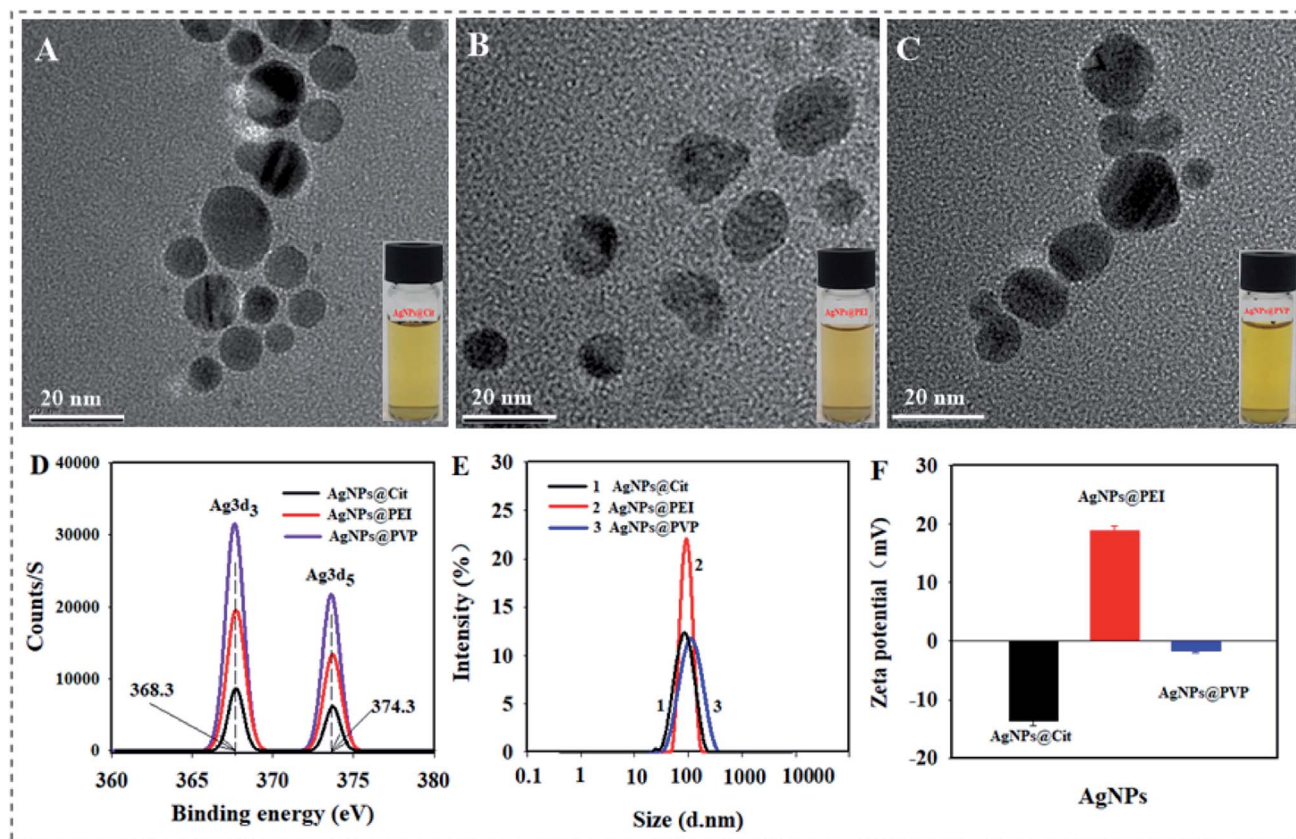 A
AgNPs@Cit
20 nm
B
AgNPs@PEI
20 nm
C
AgNPs@PVP
20 nm
D
40000
30000
20000
10000
0
Counts/S
Ag3d3
Ag3d5
AgNPs@Cit
AgNPs@PEI
AgNPs@PVP
368.3
374.3
360
365
370
375
380
Binding energy (eV)
E
30
25
20
15
10
5
0
Intensity (%)
1 AgNPs@Cit
2 AgNPs@PEI
3 AgNPs@PVP
2
1
3
0.1
1
10
100
1000
10000
Size (d.nm)
F
30
20
10
0
-10
-20
Zeta potential (mV)
AgNPs@PEI
AgNPs@PVP
AgNPs@Cit
AgNPs